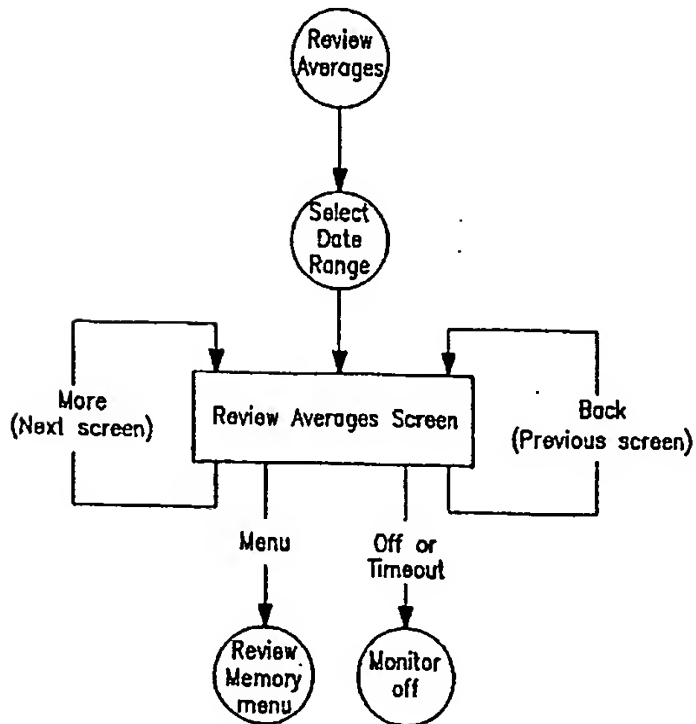 Review
Averages
Select
Date
Range
More
(Next screen)
Review Averages Screen
Back
(Previous screen)
Menu
Off or
Timeout
Review
Memory
menu
Monitor
off